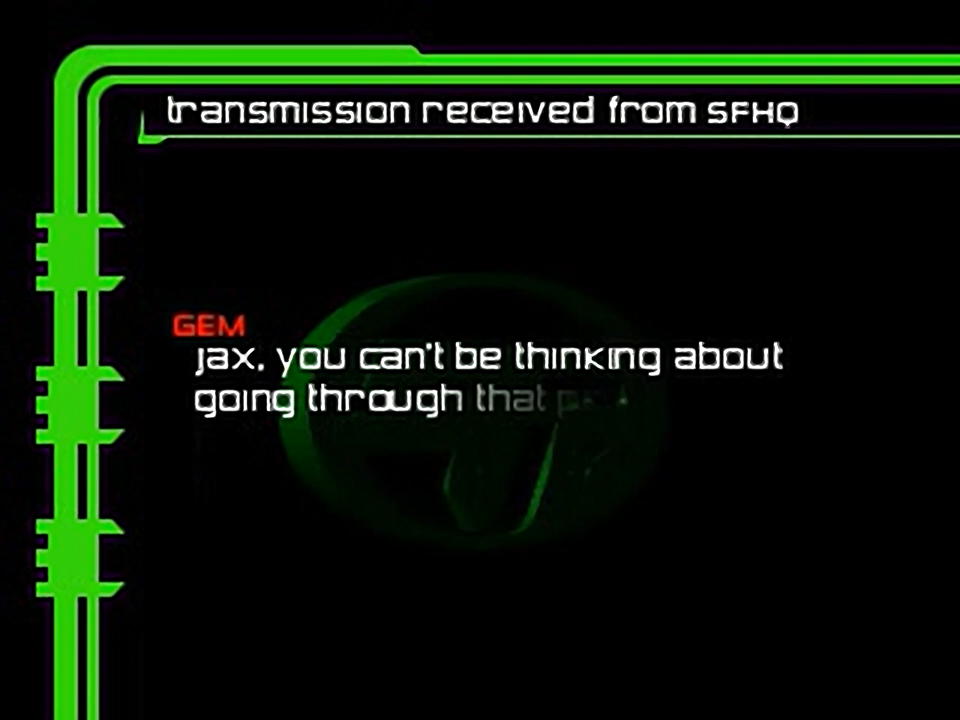 transmission received from SFHQ
GEM
jax, you can't be thinking about
going through that